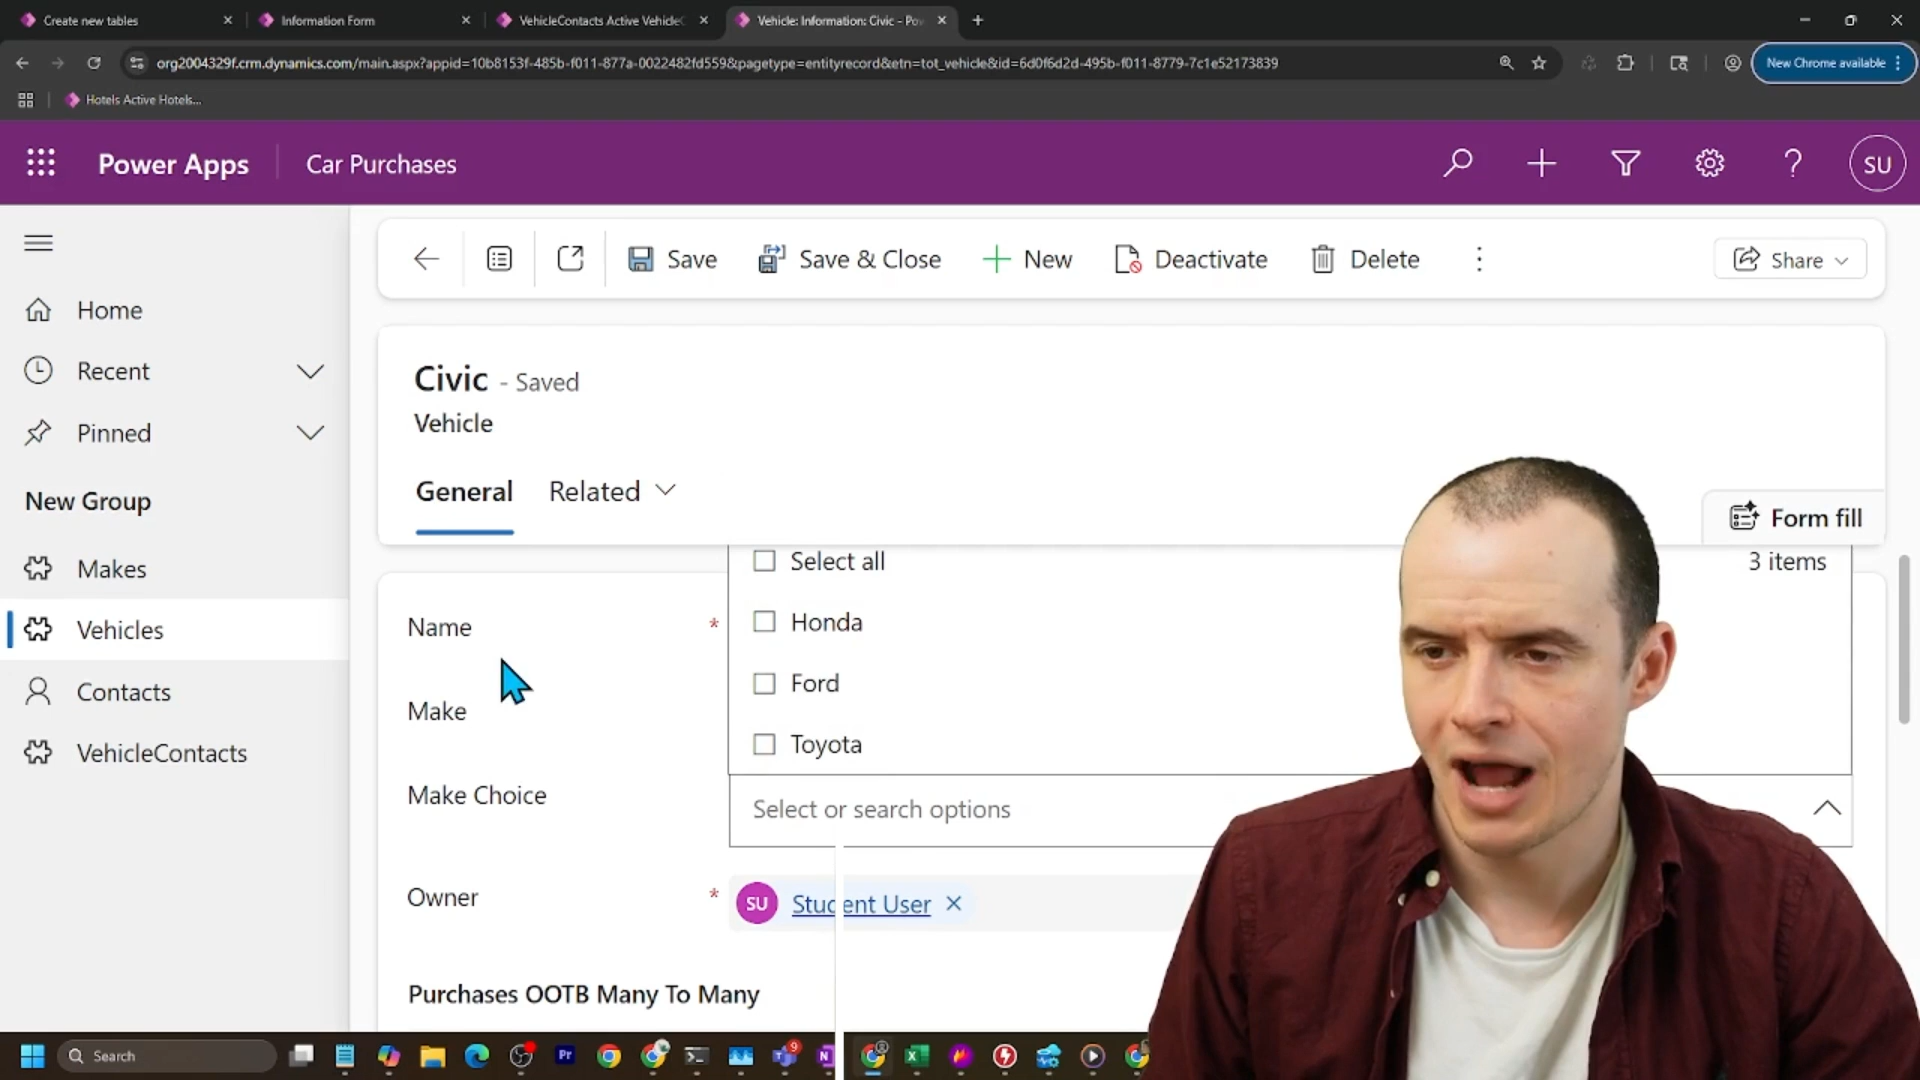 Create new tables
Information Form
VehicleContacts Active Vehicle
Vehicle: Information: Civic - Po
org2004329f.crm.dynamics.com/main.aspx?appid=10b8153f-485b-f011-877a-0022482fd559&pagetype=entityrecord&etn=tot_vehicle&id=6d0f6d2d-495b-f011-8779-7c1e52173839
New Chrome available
Hotels Active Hotels...
Power Apps
Car Purchases
SU
Save
Save & Close
New
Deactivate
Delete
Share
Home
Recent
Pinned
New Group
Makes
Vehicles
Contacts
VehicleContacts
Civic - Saved
Vehicle
General
Related
Form fill
Select all
3 items
Name *
Honda
Ford
Make
Toyota
Make Choice
Select or search options
Owner *
SU Student User
Purchases OOTB Many To Many
Search
Pr
9
N